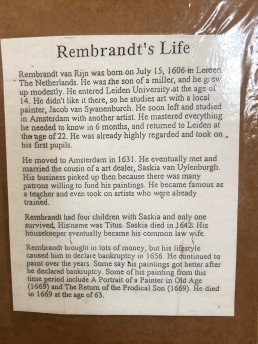 Rembrandt's Life
Rembrandt van Rijn was born on July 15, 1606 in Leiden,
The Netherlands. He was the son of a miller, and he grew
up modestly. He entered Leiden University at the age of
14. He didn't like it there, so he studies art with a local
painter, Jacob van Swanenburch. He soon left and studied
in Amsterdam with another artist. He mastered everything
he needed to know in 6 months, and returned to Leiden at
the age of 22. He was already highly regarded and took on
his first pupils.
He moved to Amsterdam in 1631. He eventually met and
married the cousin of a art dealer, Saskia van Uylenburgh.
His business picked up then because there was many
patrons willing to fund his paintings. He became famous as
a teacher and even took on artists who were already
trained.
Rembrandt had four children with Saskia and only one
survived, His name was Titus. Saskia died in 1642. His
housekeeper eventually became his common law wife.
Rembrandt brought in lots of money, but his lifestyle
caused him to declare bankruptcy in 1656. He continued to
paint over the years. Some say his paintings got better after
he declared bankruptcy. Some of his painting from this
time period include A Portrait of a Painter in Old Age
(1669) and The Return of the Prodical Son (1669). He died
in 1669 at the age of 63.